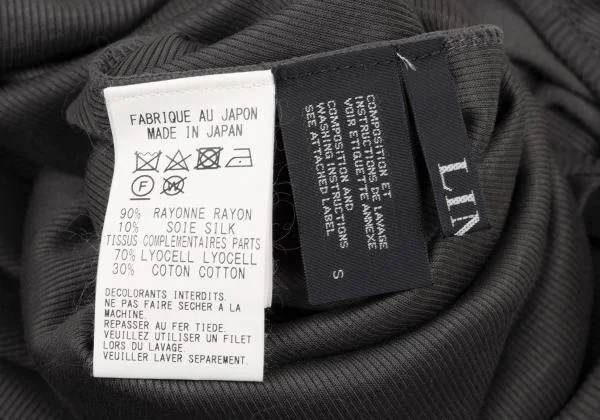 FABRIQUE AU JAPON
MADE IN JAPAN
F W
90% RAYONNE RAYON
10% SOIE SILK
TISSUS COMPLEMENTAIRES PARTS
70% LYOCELL LYOCELL
30% COTON COTTON
DECOLORANTS INTERDITS.
NE PAS FAIRE SECHER A LA
MACHINE.
REPASSER AU FER TIEDE.
VEUILLEZ UTILISER UN FILET
LORS DU LAVAGE.
VEUILLER LAVER SEPAREMENT.
COMPOSITION ET
INSTRUCTIONS DE LAVAGE
VOIR ETIQUETTE ANNEXE
COMPOSITION AND
WASHING INSTRUCTIONS
SEE ATTACHED LABEL.
S